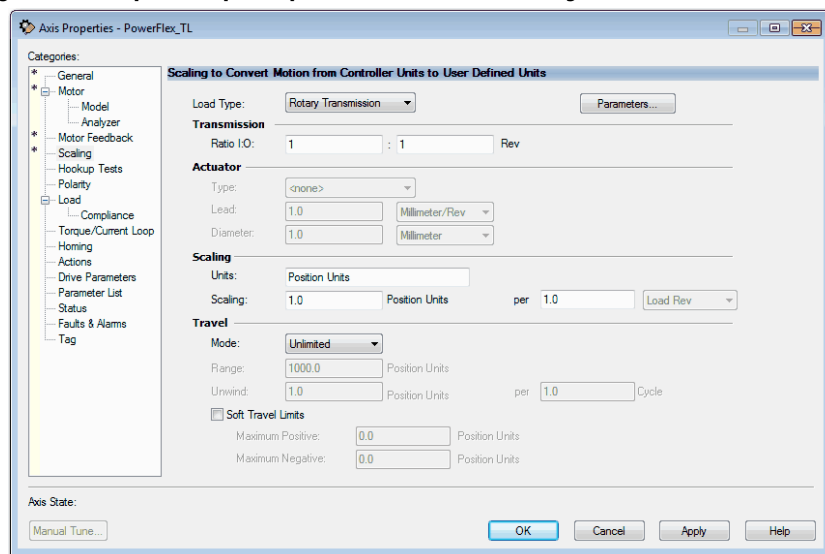 Axis Properties - PowerFlex_TL
Categories:
* General
* Motor
Model
Analyzer
* Motor Feedback
* Scaling
Hookup Tests
Polarity
Load
Compliance
Torque/Current Loop
Homing
Actions
Drive Parameters
Parameter List
Status
Faults & Alarms
Tag
Scaling to Convert Motion from Controller Units to User Defined Units
Load Type: Rotary Transmission Parameters...
Transmission
Ratio I:O: 1 : 1 Rev
Actuator
Type: <none>
Lead: 1.0 Millimeter/Rev
Diameter: 1.0 Millimeter
Scaling
Units: Position Units
Scaling: 1.0 Position Units per 1.0 Load Rev
Travel
Mode: Unlimited
Range: 1000.0 Position Units
Unwind: 1.0 Position Units per 1.0 Cycle
Soft Travel Limits
Maximum Positive: 0.0 Position Units
Maximum Negative: 0.0 Position Units
Axis State:
Manual Tune... OK Cancel Apply Help